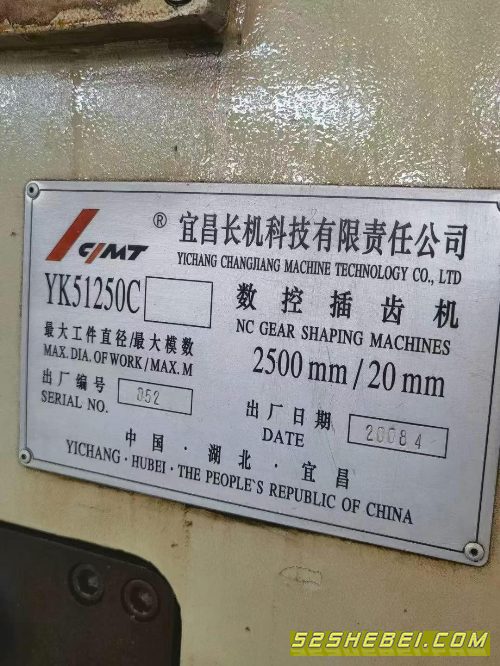 CJMT ® 宜昌长机科技有限责任公司
YICHANG CHANGJIANG MACHINE TECHNOLOGY CO., LTD
YK51250C 数控插齿机
NC GEAR SHAPING MACHINES
最大工件直径/最大模数
MAX. DIA. OF WORK / MAX. M 2500 mm / 20 mm
出厂编号 052 出厂日期 2008 4
SERIAL NO. DATE
中国·湖北·宜昌
YICHANG · HUBEI · THE PEOPLE`S REPUBLIC OF CHINA
52SHEBEI.COM